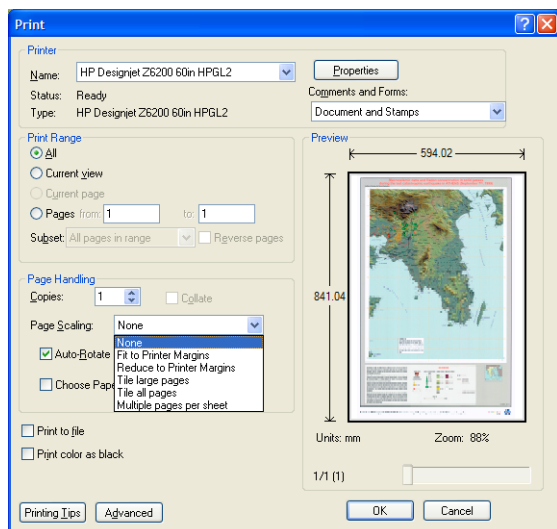 Print
Printer
Name: HP Designjet Z6200 60in HPGL2
Properties
Status: Ready
Comments and Forms:
Type: HP Designjet Z6200 60in HPGL2
Document and Stamps
Print Range
All
Current view
Current page
Pages from: 1 to: 1
Subset: All pages in range
Reverse pages
Page Handling
Copies: 1
Collate
Page Scaling: None
None
Fit to Printer Margins
Reduce to Printer Margins
Tile large pages
Tile all pages
Multiple pages per sheet
Auto-Rotate
Choose Pape
Print to file
Print color as black
Preview
594.02
841.04
Units: mm Zoom: 88%
1/1 (1)
Printing Tips
Advanced
OK
Cancel